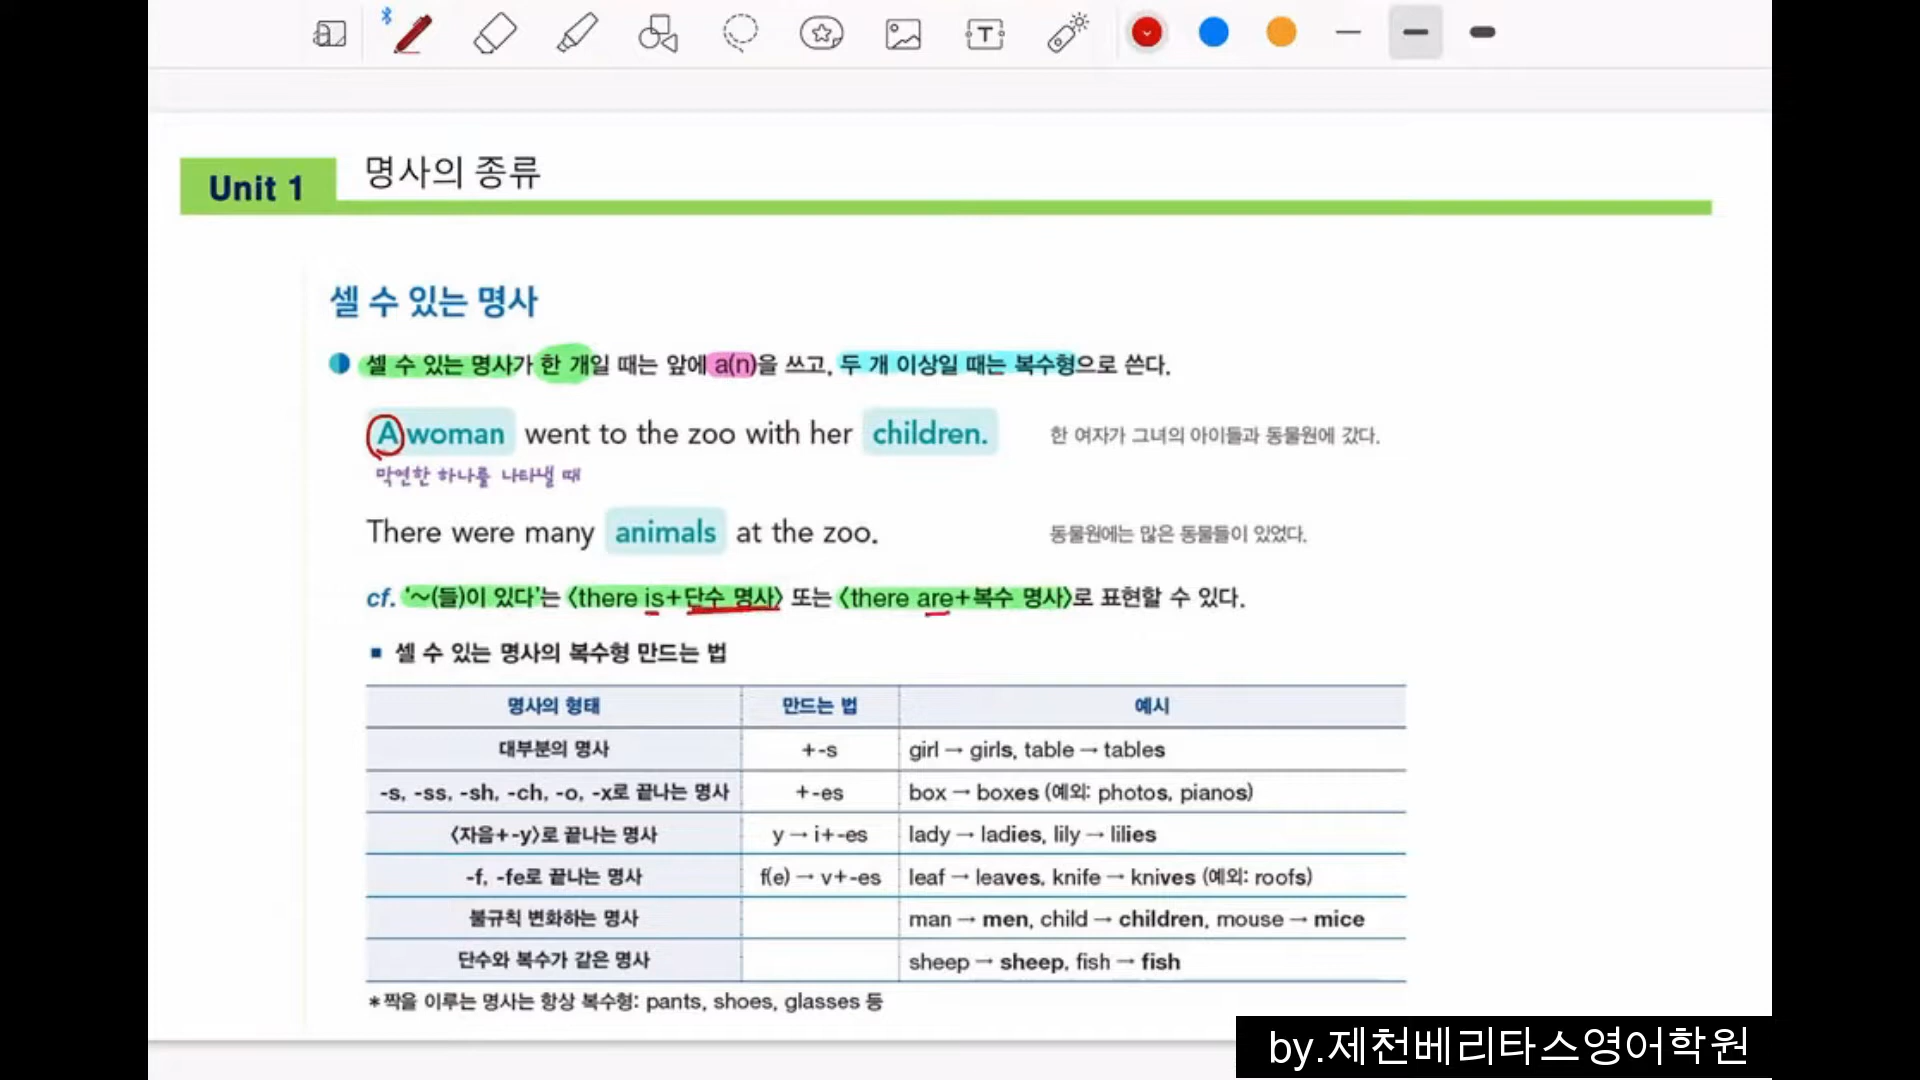 Unit 1
명사의 종류
셀 수 있는 명사
셀 수 있는 명사가 한 개일 때는 앞에 a(n)을 쓰고, 두 개 이상일 때는 복수형으로 쓴다.
A woman went to the zoo with her children. 한 여자가 그녀의 아이들과 동물원에 갔다.
막연한 하나를 나타낼 때
There were many animals at the zoo. 동물원에는 많은 동물들이 있었다.
cf. ‘~(들)이 있다’는 〈there is+단수 명사〉 또는 〈there are+복수 명사〉로 표현할 수 있다.
■ 셀 수 있는 명사의 복수형 만드는 법
명사의 형태 만드는 법 예시
대부분의 명사 +-s girl → girls, table → tables
-s, -ss, -sh, -ch, -o, -x로 끝나는 명사 +-es box → boxes (예외: photos, pianos)
〈자음+-y〉로 끝나는 명사 y → i+-es lady → ladies, lily → lilies
-f, -fe로 끝나는 명사 f(e) → v+-es leaf → leaves, knife → knives (예외: roofs)
불규칙 변화하는 명사 man → men, child → children, mouse → mice
단수와 복수가 같은 명사 sheep → sheep, fish → fish
*짝을 이루는 명사는 항상 복수형: pants, shoes, glasses 등
by.제천베리타스영어학원